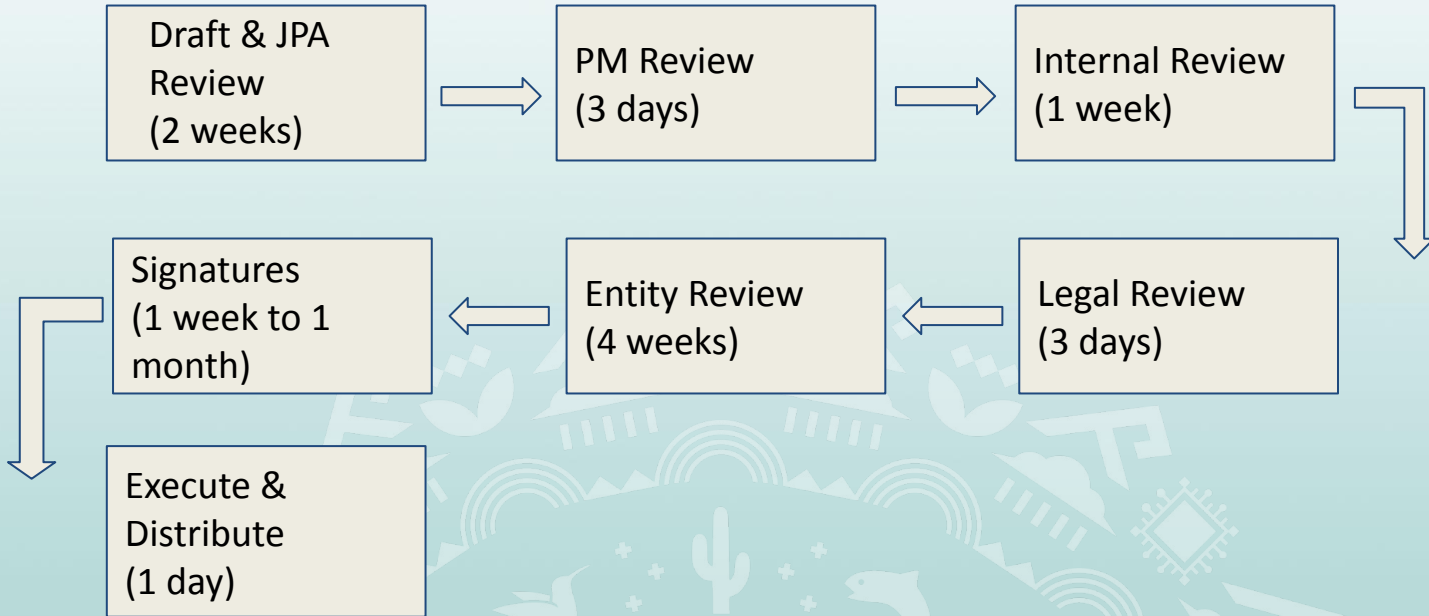 Draft & JPA
Review
(2 weeks)
PM Review
(3 days)
Internal Review
(1 week)
Legal Review
(3 days)
Entity Review
(4 weeks)
Signatures
(1 week to 1
month)
Execute &
Distribute
(1 day)